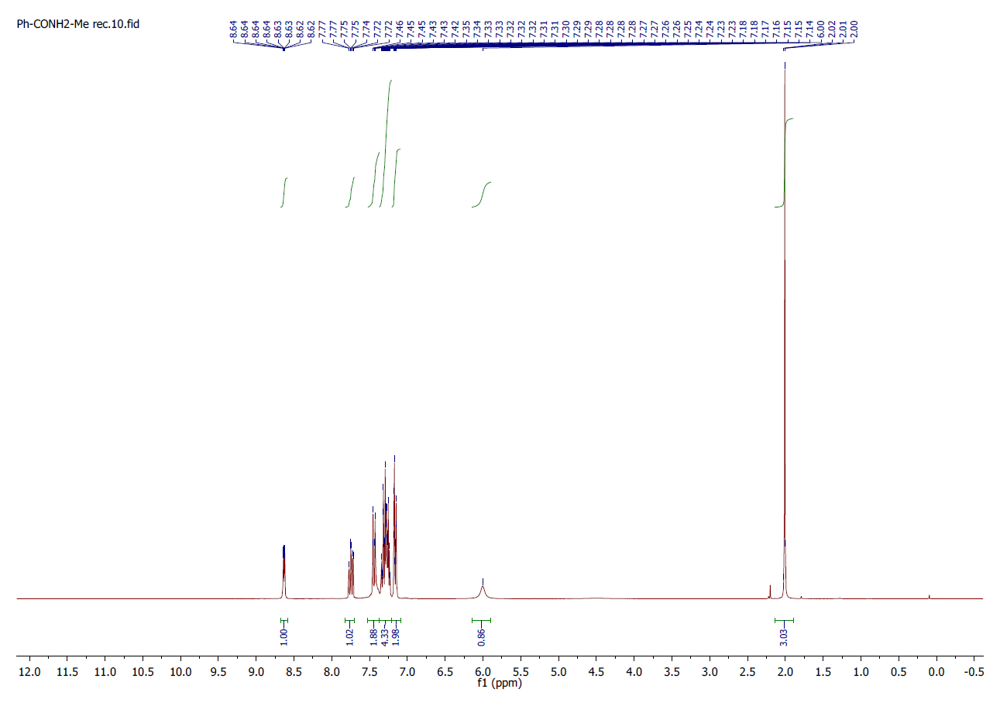 Ph-CONH2-Me rec.10.fid
8.64 8.64 8.64 8.64 8.63 8.63 8.62 8.62 7.77 7.77 7.75 7.75 7.74 7.72 7.72 7.46 7.45 7.45 7.43 7.43 7.42 7.35 7.34 7.33 7.33 7.32 7.32 7.32 7.31 7.31 7.30 7.29 7.29 7.28 7.28 7.28 7.28 7.27 7.27 7.26 7.26 7.25 7.24 7.24 7.23 7.23 7.18 7.18 7.17 7.16 7.15 7.15 7.14 6.00 2.02 2.01 2.00
1.00 1.02 1.88 4.33 1.98 0.86 3.03
12.0 11.5 11.0 10.5 10.0 9.5 9.0 8.5 8.0 7.5 7.0 6.5 6.0 5.5 5.0 4.5 4.0 3.5 3.0 2.5 2.0 1.5 1.0 0.5 0.0 -0.5
f1 (ppm)